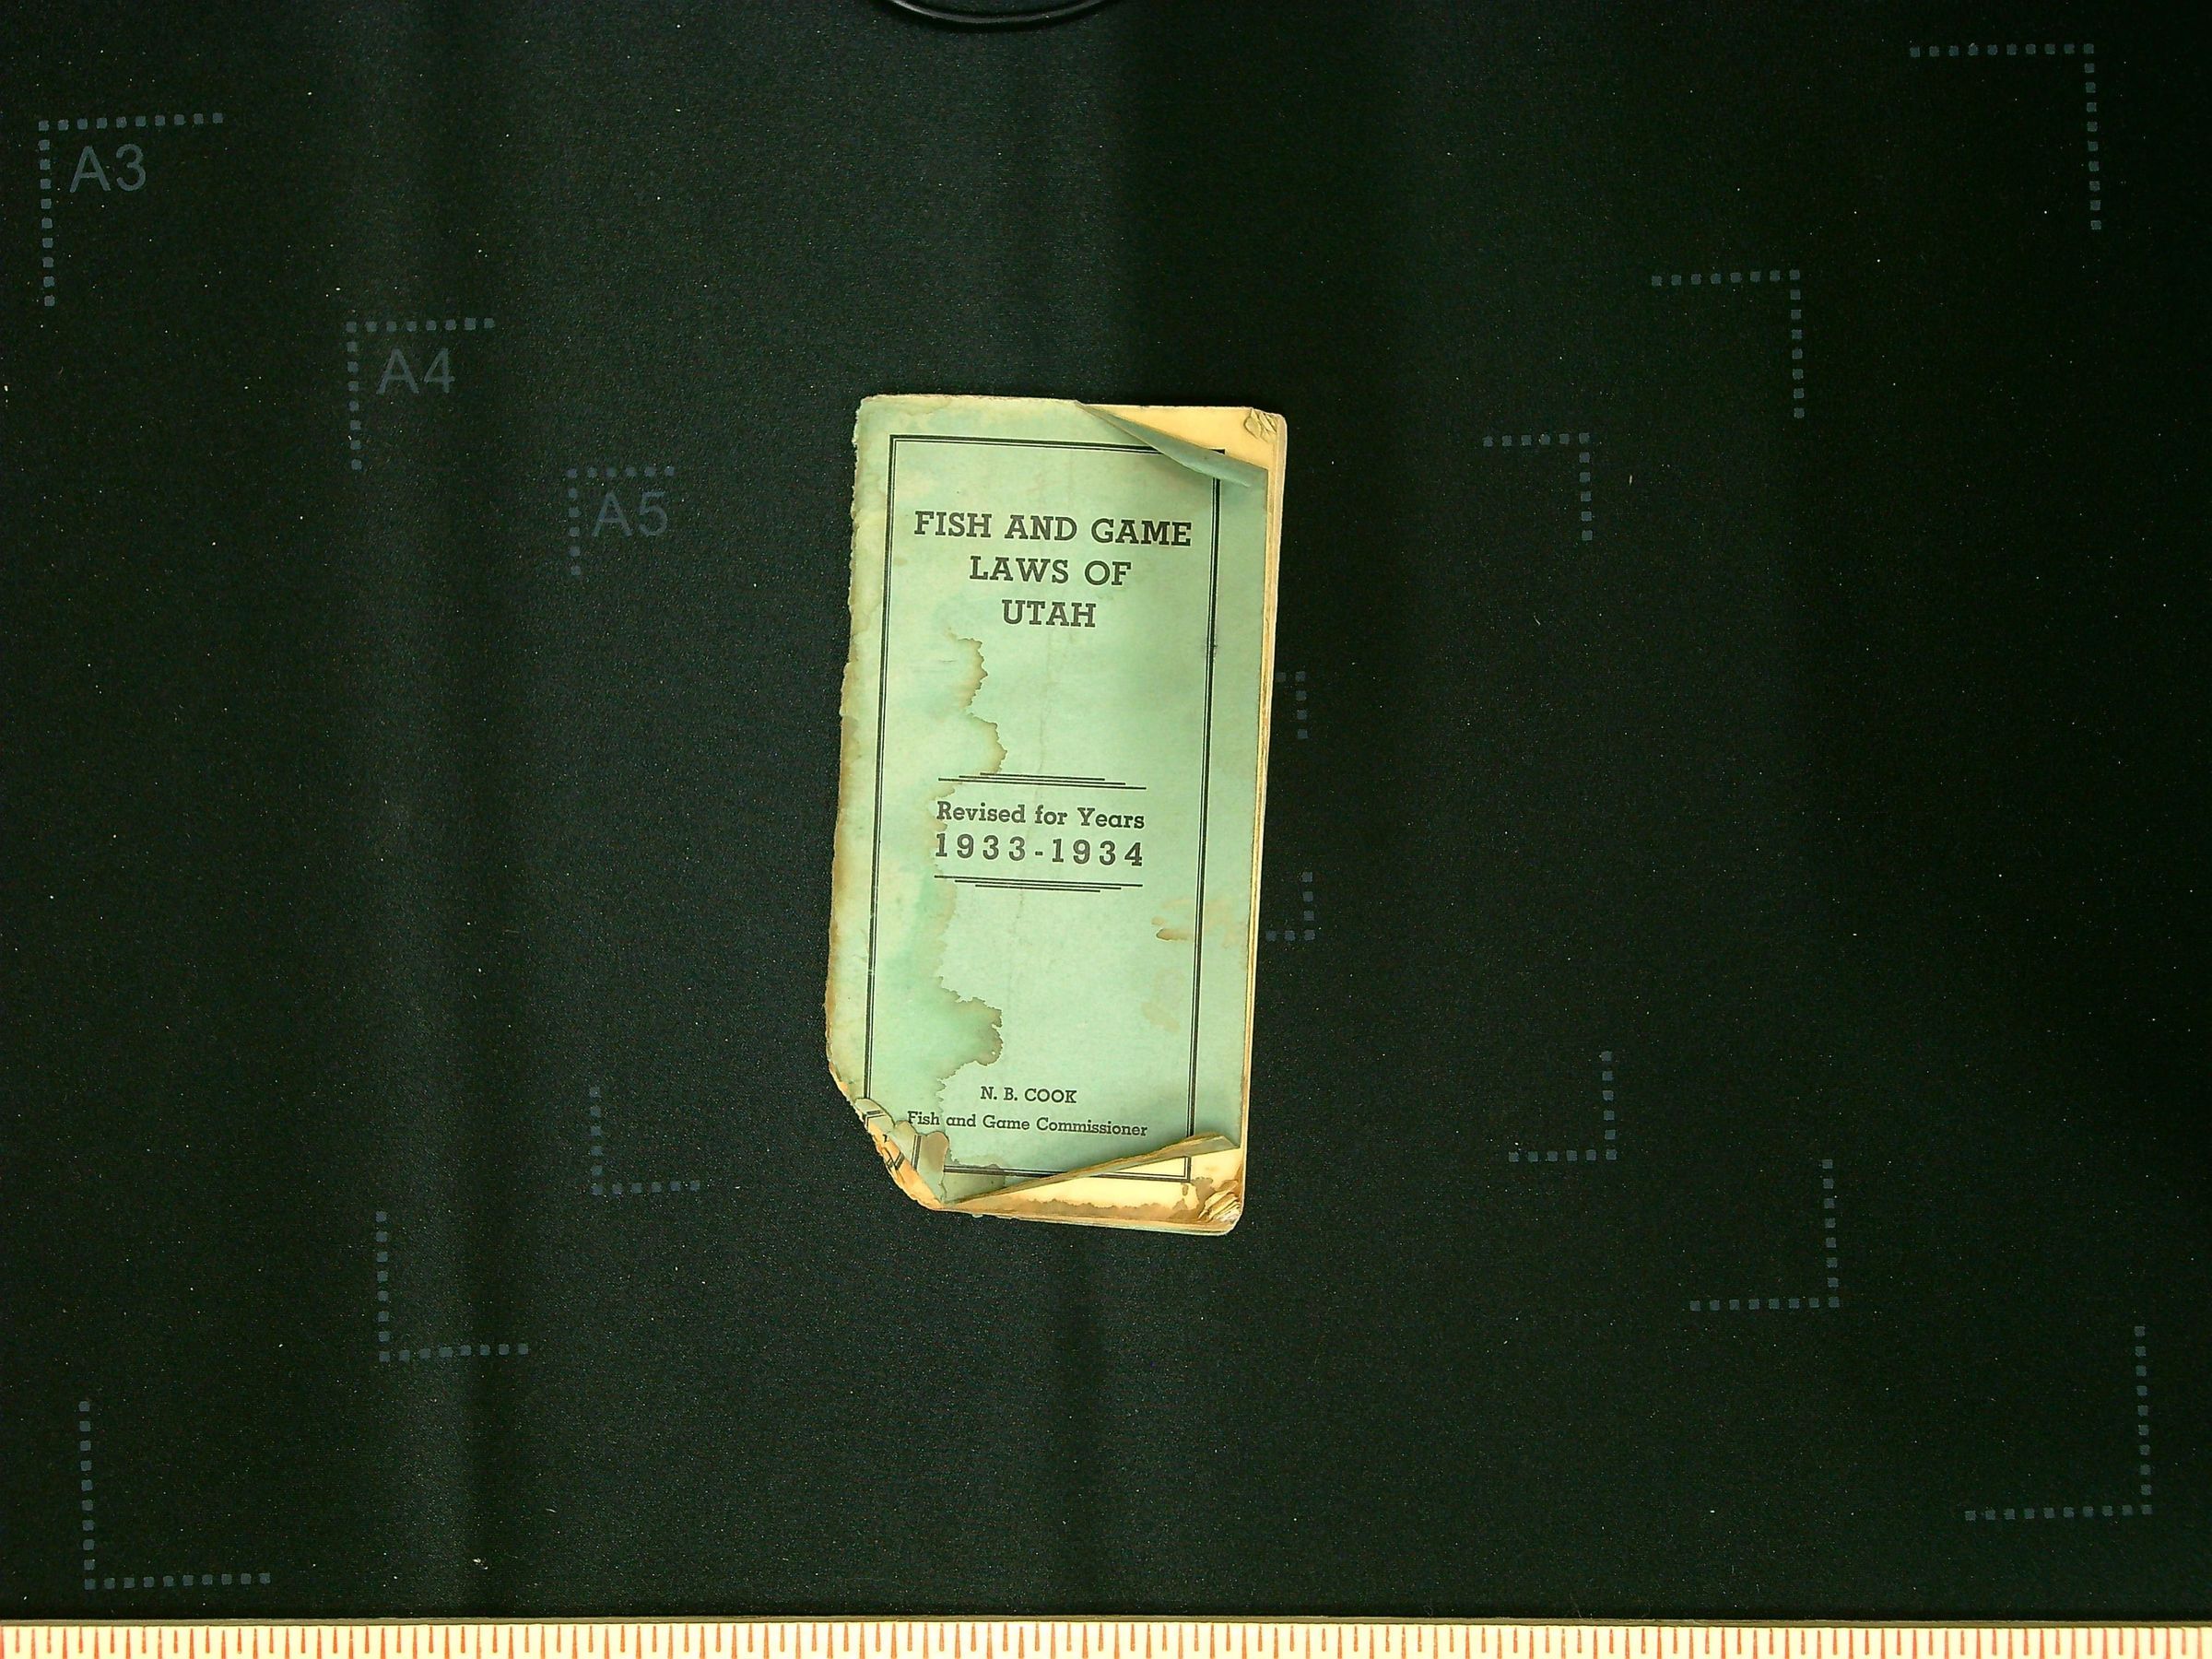 A3
A4
A5
FISH AND GAME
LAWS OF
UTAH
Revised for Years
1933-1934
N. B. COOK
Fish and Game Commissioner